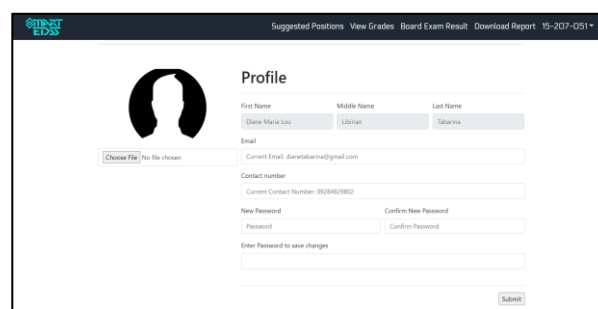 SMART
EDSS
Suggested Positions View Grades Board Exam Result Download Report 15-207-051
Profile
First Name Middle Name Last Name
Diane Maria Lou Librian Tabarina
Email
Current Email: dianetabarina@gmail.com
Contact number
Current Contact Number: 09284829802
New Password Confirm New Password
Password Confirm Password
Enter Password to save changes
Choose File No file chosen
Submit